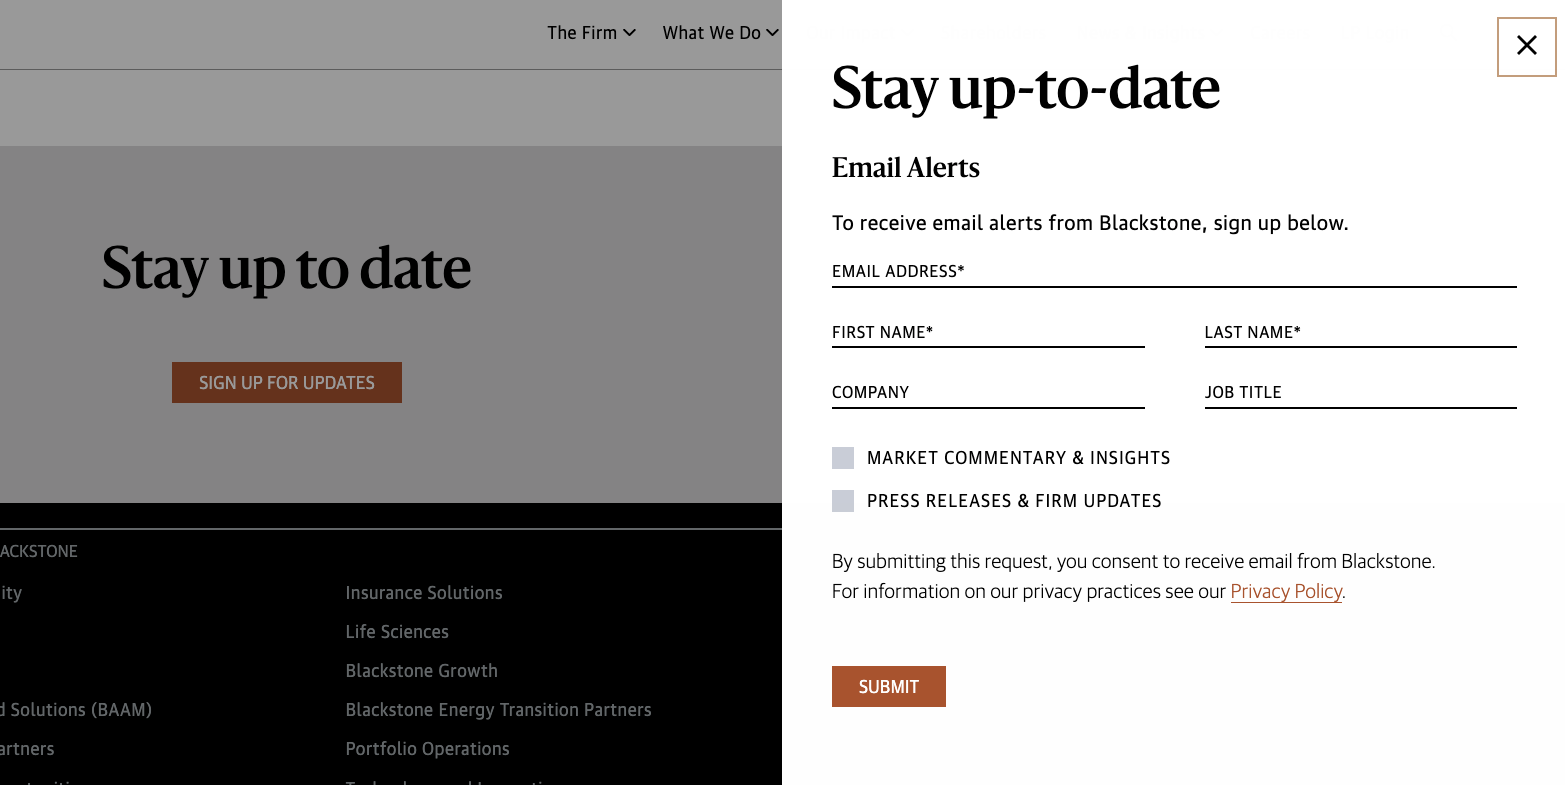 The Firm
What We Do
Stay up to date
SIGN UP FOR UPDATES
ACKSTONE
ity
Insurance Solutions
Life Sciences
Blackstone Growth
d Solutions (BAAM)
Blackstone Energy Transition Partners
artners
Portfolio Operations
Stay up-to-date
Email Alerts
To receive email alerts from Blackstone, sign up below.
EMAIL ADDRESS*
FIRST NAME*
LAST NAME*
COMPANY
JOB TITLE
MARKET COMMENTARY & INSIGHTS
PRESS RELEASES & FIRM UPDATES
By submitting this request, you consent to receive email from Blackstone.
For information on our privacy practices see our Privacy Policy.
SUBMIT